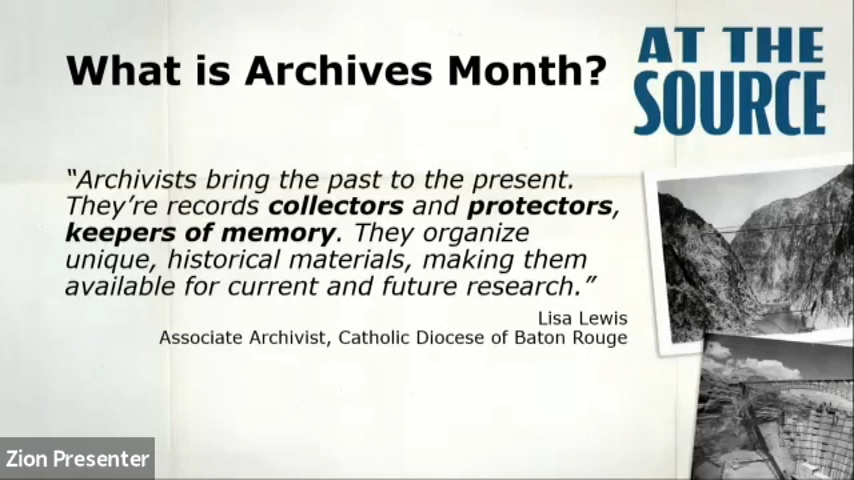 What is Archives Month?
AT THE
SOURCE
“Archivists bring the past to the present.
They’re records collectors and protectors,
keepers of memory. They organize
unique, historical materials, making them
available for current and future research.”
Lisa Lewis
Associate Archivist, Catholic Diocese of Baton Rouge
Zion Presenter